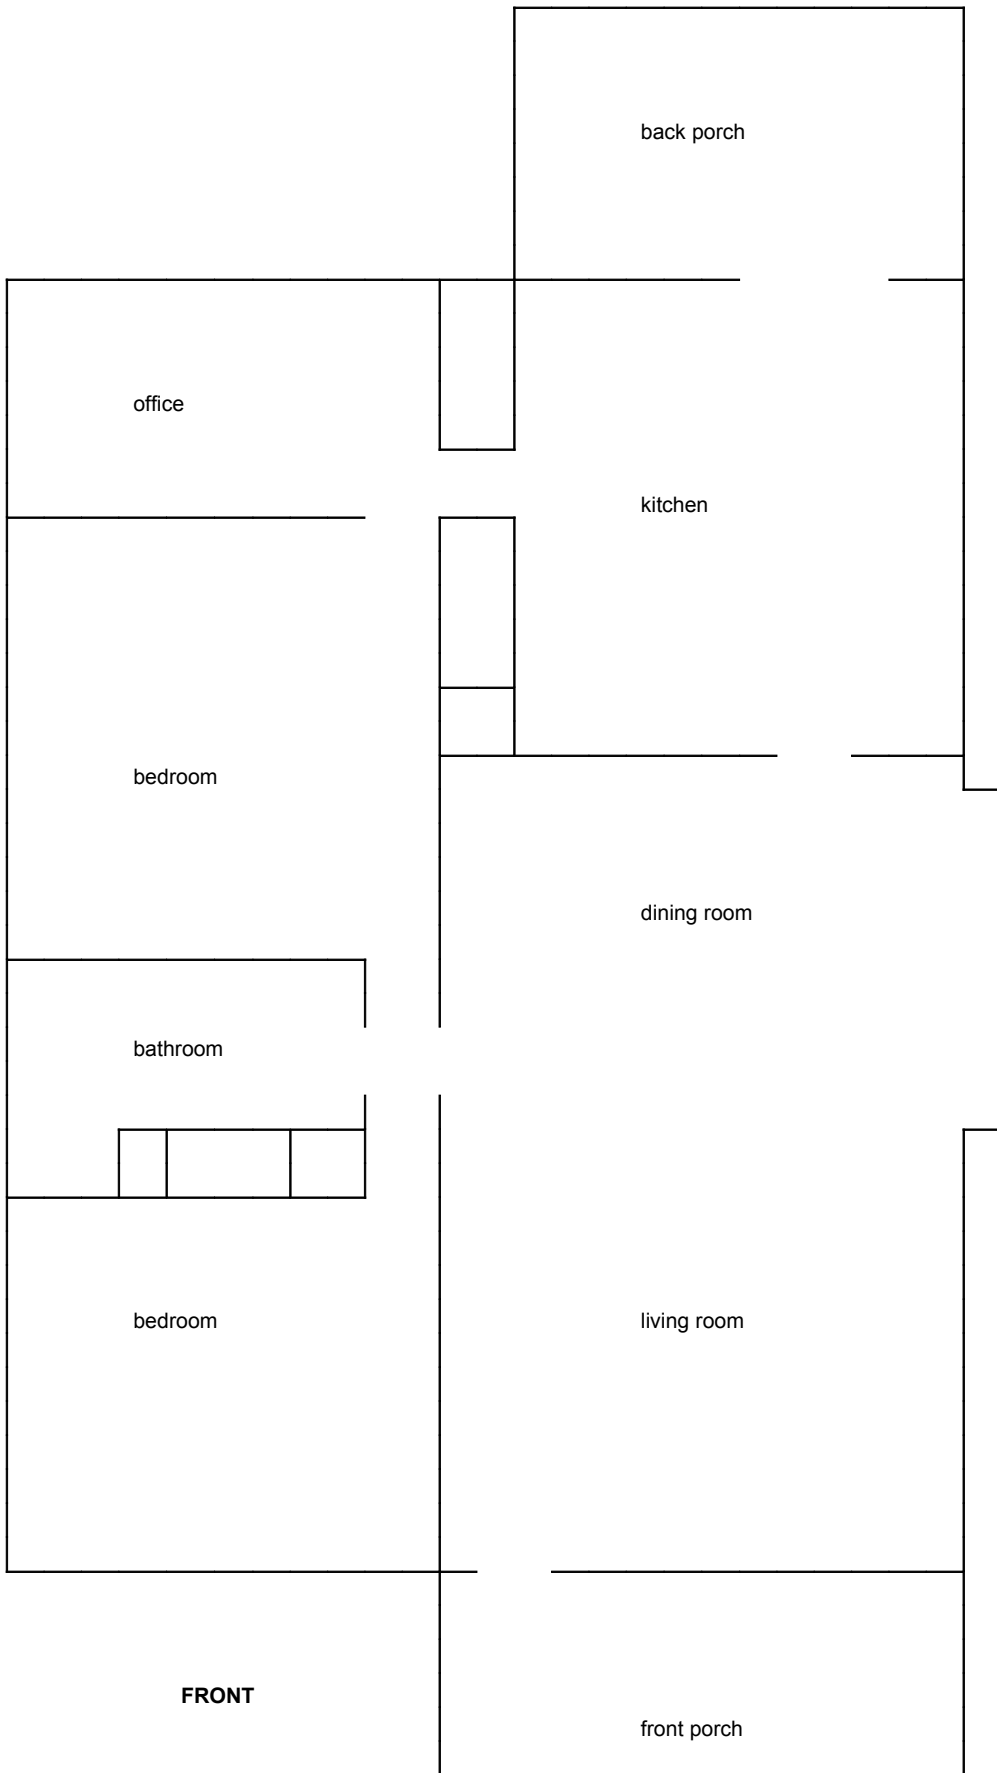 back porch
office
kitchen
bedroom
dining room
bathroom
bedroom
living room
FRONT
front porch